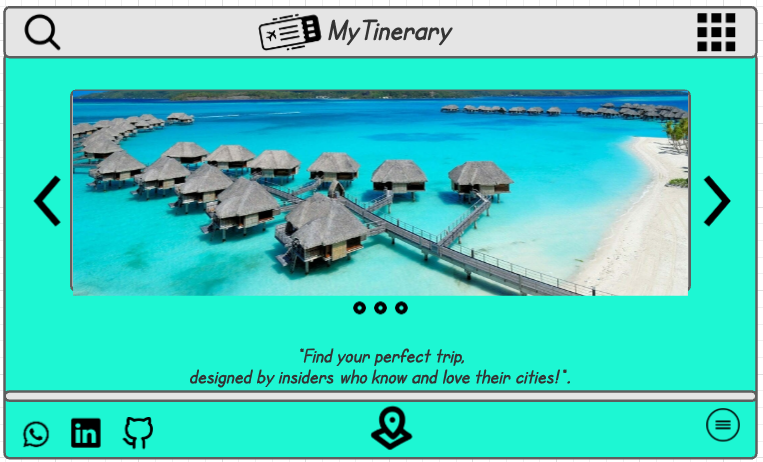 MyTinerary
"Find your perfect trip,
designed by insiders who know and love their cities!".
in